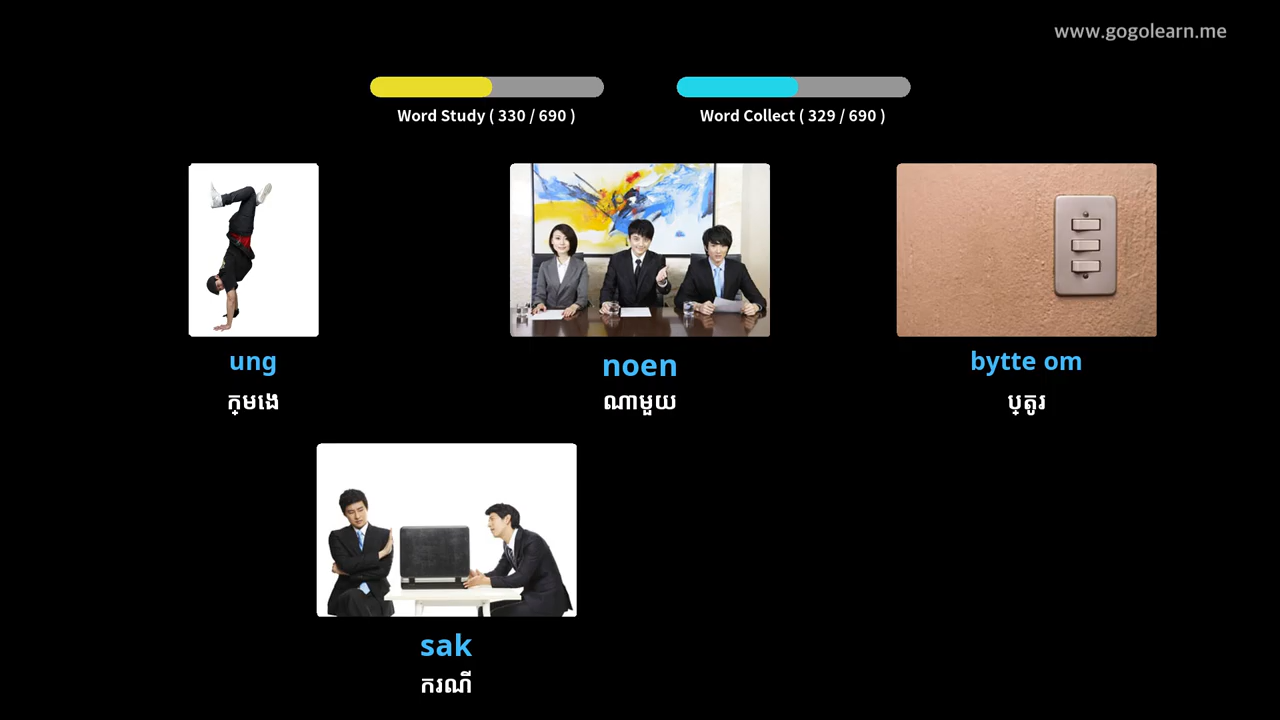 www.gogolearn.me
Word Study ( 330 / 690 )
Word Collect ( 329 / 690 )
ung
noen
bytte om
ក្មេង
ណាមួយ
ប្តូរ
sak
ករណី